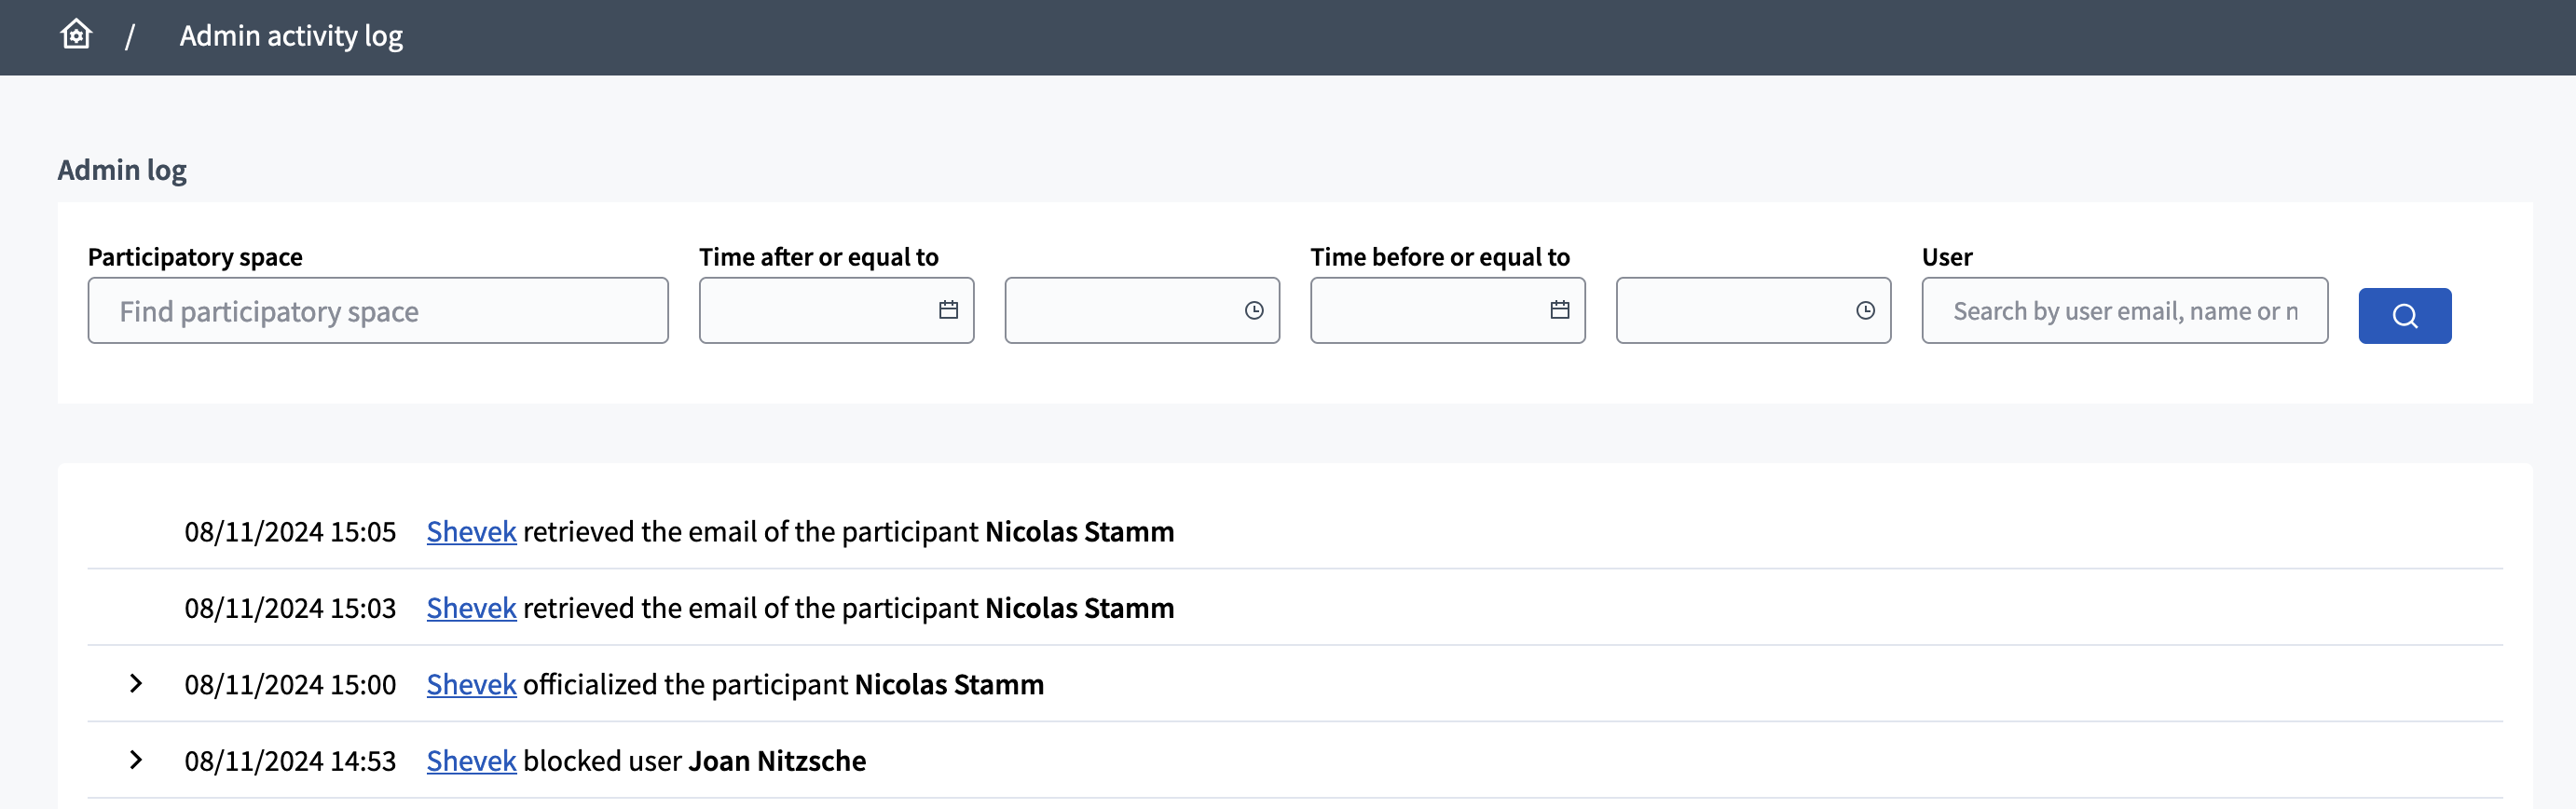 / Admin activity log
Admin log
Participatory space Time after or equal to Time before or equal to User
Find participatory space Search by user email, name or n
08/11/2024 15:05 Shevek retrieved the email of the participant Nicolas Stamm
08/11/2024 15:03 Shevek retrieved the email of the participant Nicolas Stamm
08/11/2024 15:00 Shevek officialized the participant Nicolas Stamm
08/11/2024 14:53 Shevek blocked user Joan Nitzsche